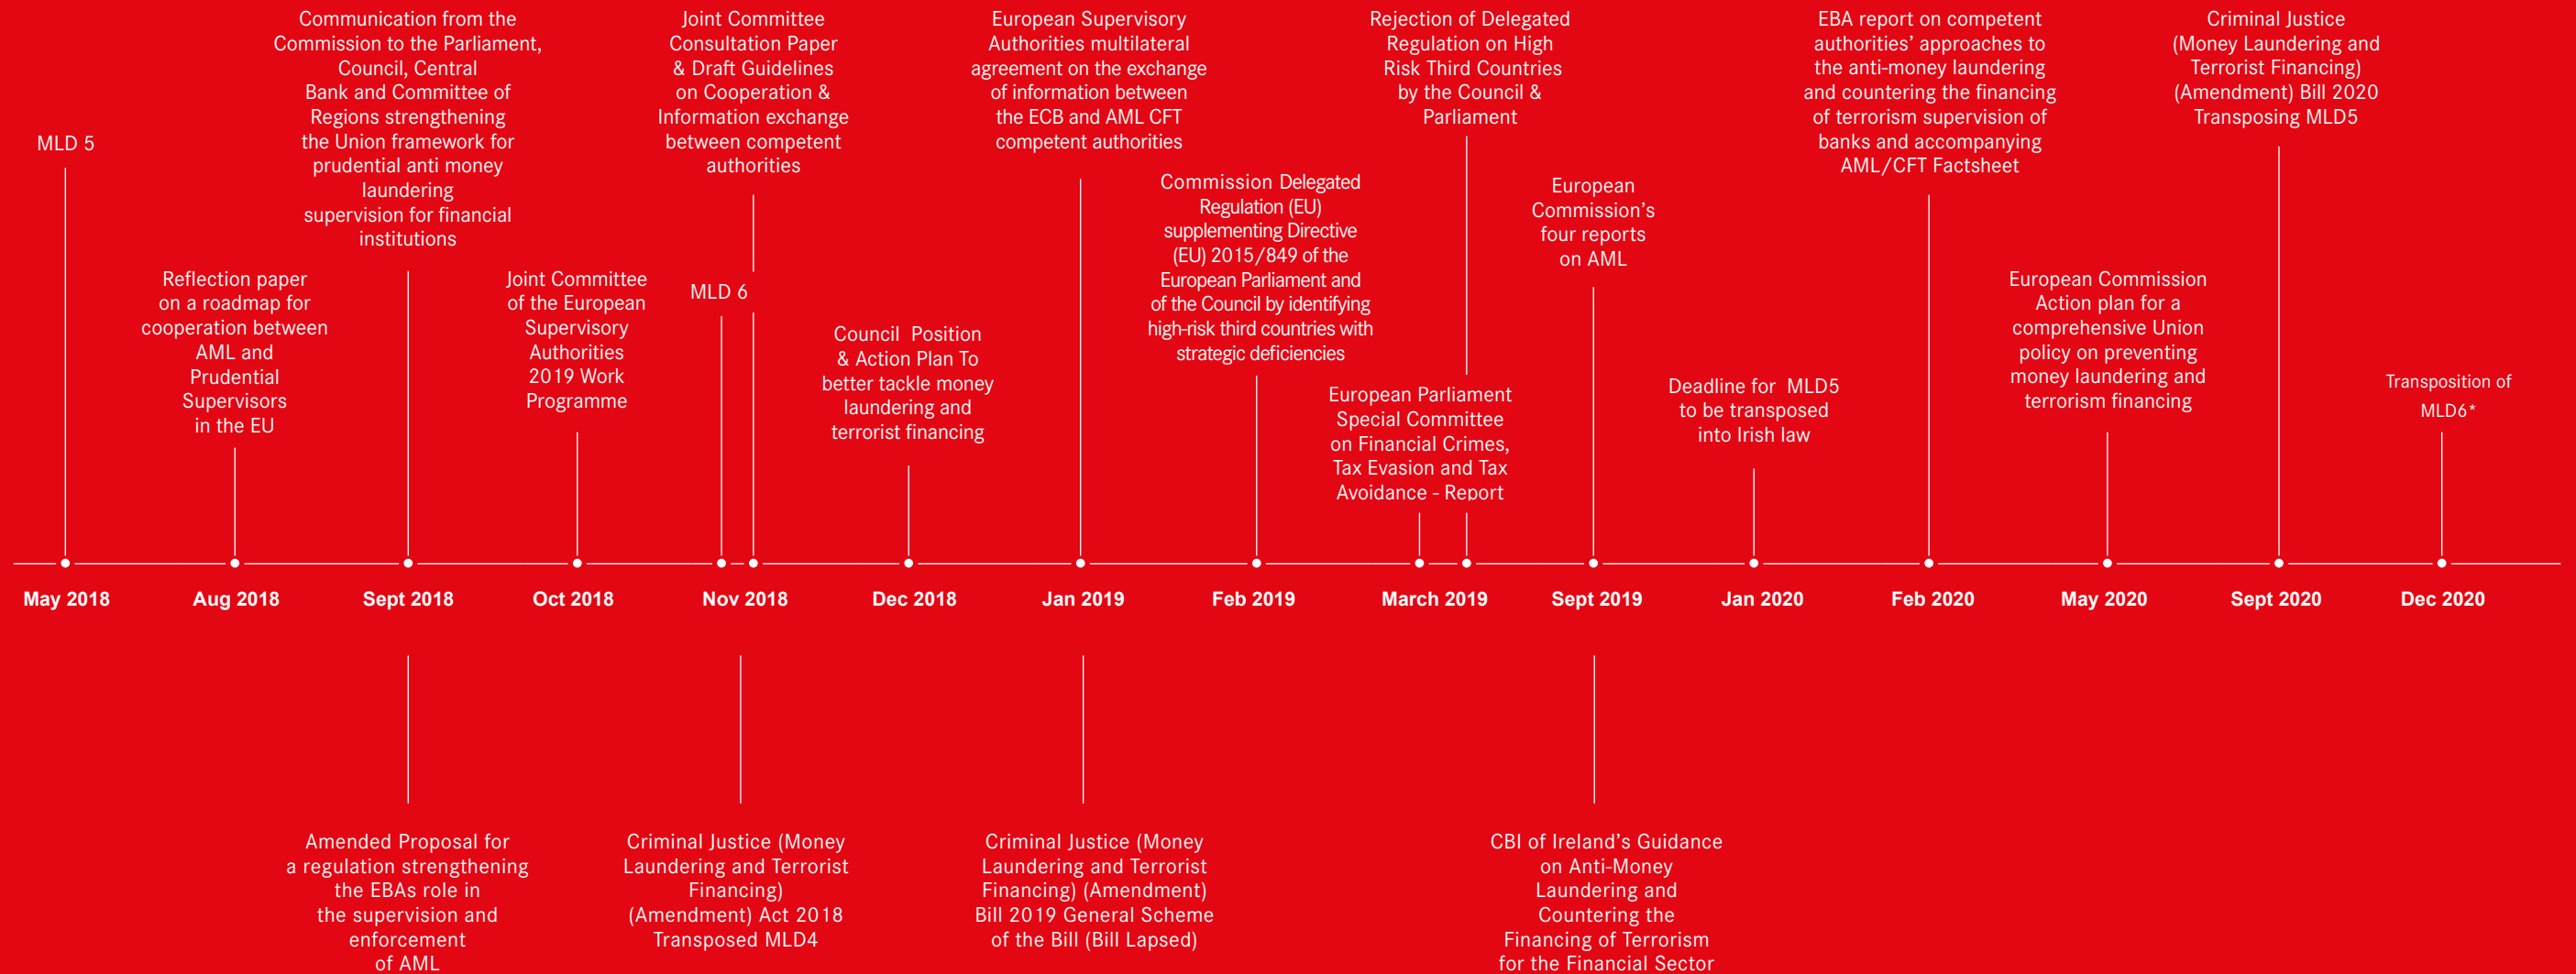 MLD 5
Reflection paper
on a roadmap for
cooperation between
AML and
Prudential
Supervisors
in the EU
Communication from the
Commission to the Parliament,
Council, Central
Bank and Committee of
Regions strengthening
the Union framework for
prudential anti money
laundering
supervision for financial
institutions
Joint Committee
of the European
Supervisory
Authorities
2019 Work
Programme
Joint Committee
Consultation Paper
& Draft Guidelines
on Cooperation &
Information exchange
between competent
authorities
MLD 6
Council Position
& Action Plan To
better tackle money
laundering and
terrorist financing
European Supervisory
Authorities multilateral
agreement on the exchange
of information between
the ECB and AML CFT
competent authorities
Commission Delegated
Regulation (EU)
supplementing Directive
(EU) 2015/849 of the
European Parliament and
of the Council by identifying
high-risk third countries with
strategic deficiencies
Rejection of Delegated
Regulation on High
Risk Third Countries
by the Council &
Parliament
European Parliament
Special Committee
on Financial Crimes,
Tax Evasion and Tax
Avoidance - Report
European
Commission's
four reports
on AML
Deadline for MLD5
to be transposed
into Irish law
EBA report on competent
authorities' approaches to
the anti-money laundering
and countering the financing
of terrorism supervision of
banks and accompanying
AML/CFT Factsheet
European Commission
Action plan for a
comprehensive Union
policy on preventing
money laundering and
terrorism financing
Criminal Justice
(Money Laundering and
Terrorist Financing)
(Amendment) Bill 2020
Transposing MLD5
Transposition of
MLD6*
May 2018
Aug 2018
Sept 2018
Oct 2018
Nov 2018
Dec 2018
Jan 2019
Feb 2019
March 2019
Sept 2019
Jan 2020
Feb 2020
May 2020
Sept 2020
Dec 2020
Amended Proposal for
a regulation strengthening
the EBAs role in
the supervision and
enforcement
of AML
Criminal Justice (Money
Laundering and Terrorist
Financing)
(Amendment) Act 2018
Transposed MLD4
Criminal Justice (Money
Laundering and Terrorist
Financing) (Amendment)
Bill 2019 General Scheme
of the Bill (Bill Lapsed)
CBI of Ireland's Guidance
on Anti-Money
Laundering and
Countering the
Financing of Terrorism
for the Financial Sector